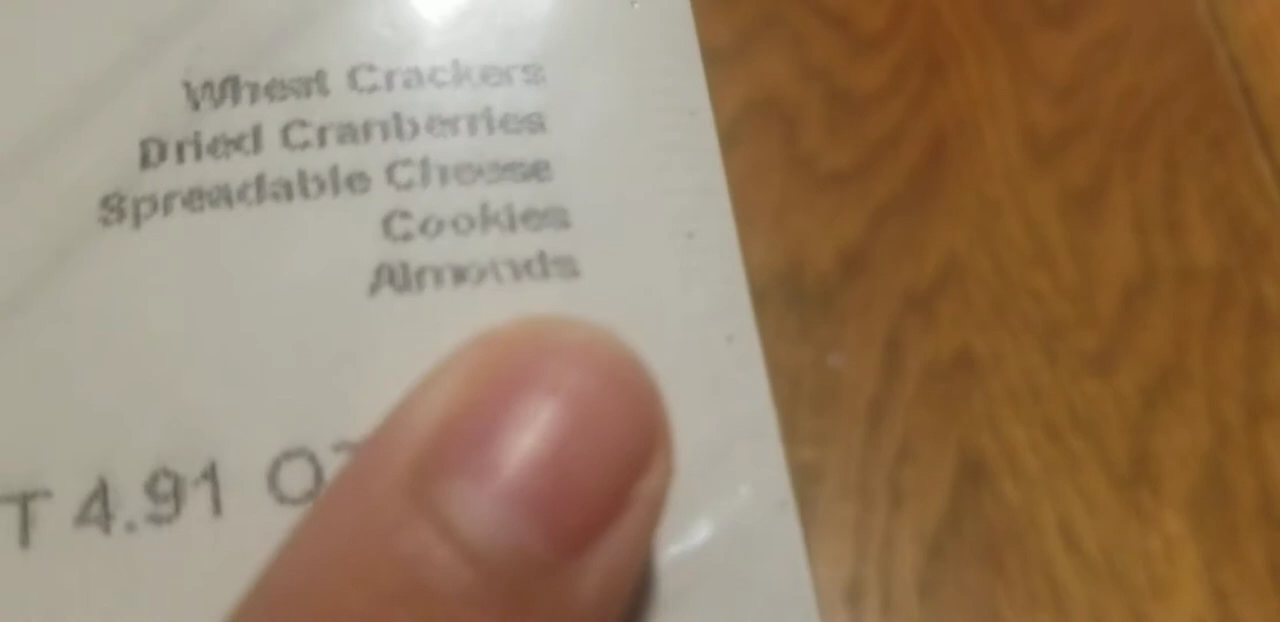 Wheat Crackers
Dried Cranberries
Spreadable Cheese
Cookies
Almonds
T 4.91 O